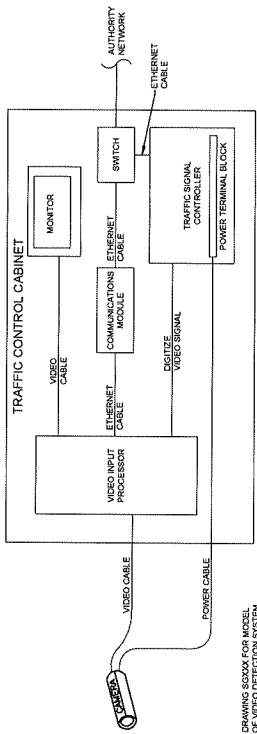 TRAFFIC CONTROL CABINET
CAMERA
VIDEO CABLE
POWER CABLE
VIDEO INPUT
PROCESSOR
VIDEO
CABLE
MONITOR
ETHERNET
CABLE
COMMUNICATIONS
MODULE
ETHERNET
CABLE
SWITCH
AUTHORITY
NETWORK
ETHERNET
CABLE
DIGITIZE
VIDEO SIGNAL
TRAFFIC SIGNAL
CONTROLLER
POWER TERMINAL BLOCK
DRAWING SGXXX FOR MODEL
OF VIDEO DETECTION SYSTEM